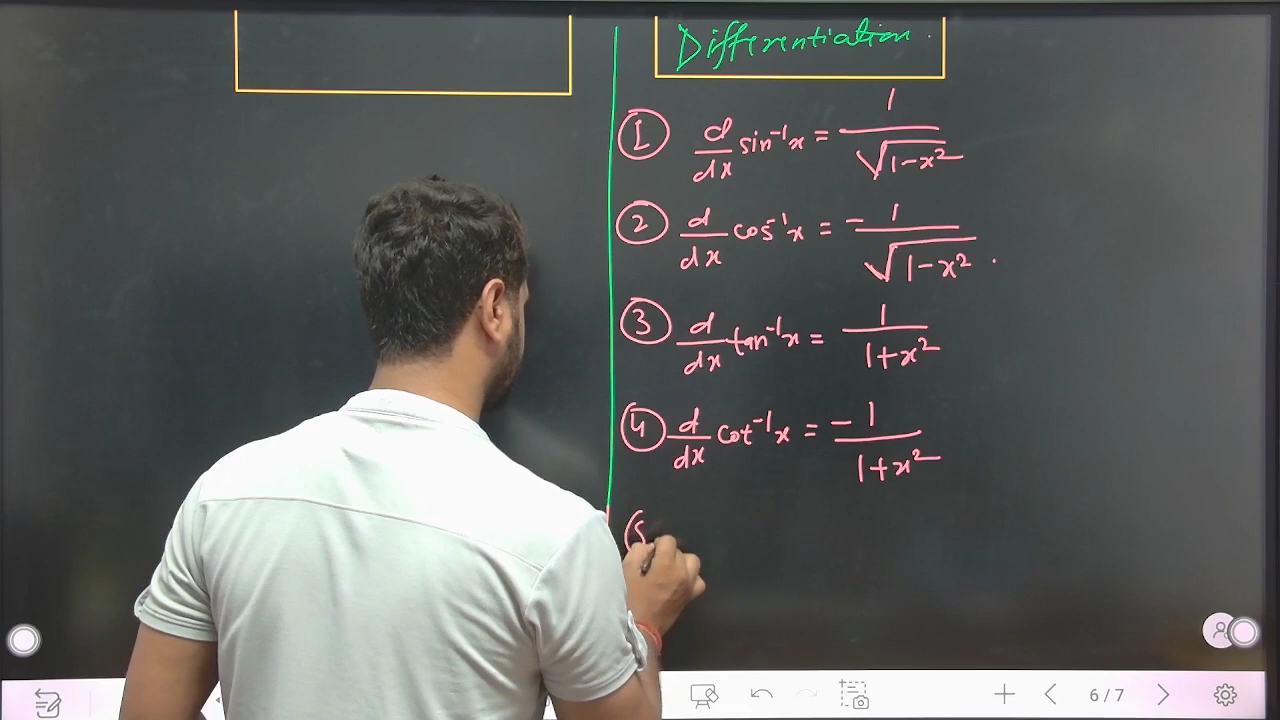 Differentiation.
① d/dx sin⁻¹x = 1/√(1-x²)
② d/dx cos⁻¹x = -1/√(1-x²) .
③ d/dx tan⁻¹x = 1/(1+x²)
④ d/dx cot⁻¹x = -1/(1+x²)
6/7